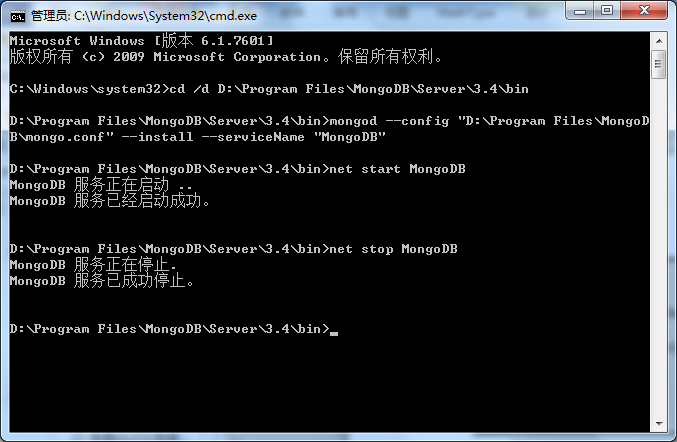 管理员: C:\Windows\System32\cmd.exe
Microsoft Windows [版本 6.1.7601]
版权所有 (c) 2009 Microsoft Corporation。保留所有权利。
C:\Windows\system32>cd /d D:\Program Files\MongoDB\Server\3.4\bin
D:\Program Files\MongoDB\Server\3.4\bin>mongod --config "D:\Program Files\MongoD
B\mongo.conf" --install --serviceName "MongoDB"
D:\Program Files\MongoDB\Server\3.4\bin>net start MongoDB
MongoDB 服务正在启动 ..
MongoDB 服务已经启动成功。
D:\Program Files\MongoDB\Server\3.4\bin>net stop MongoDB
MongoDB 服务正在停止.
MongoDB 服务已成功停止。
D:\Program Files\MongoDB\Server\3.4\bin>